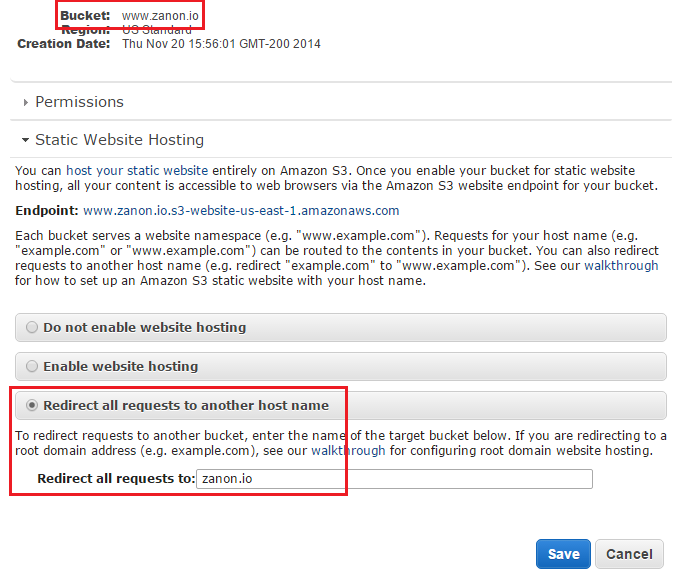 Bucket: www.zanon.io
Region: US Standard
Creation Date: Thu Nov 20 15:56:01 GMT-200 2014
Permissions
Static Website Hosting
You can host your static website entirely on Amazon S3. Once you enable your bucket for static website
hosting, all your content is accessible to web browsers via the Amazon S3 website endpoint for your bucket.
Endpoint: www.zanon.io.s3-website-us-east-1.amazonaws.com
Each bucket serves a website namespace (e.g. "www.example.com"). Requests for your host name (e.g.
"example.com" or "www.example.com") can be routed to the contents in your bucket. You can also redirect
requests to another host name (e.g. redirect "example.com" to "www.example.com"). See our walkthrough
for how to set up an Amazon S3 static website with your host name.
Do not enable website hosting
Enable website hosting
Redirect all requests to another host name
To redirect requests to another bucket, enter the name of the target bucket below. If you are redirecting to a
root domain address (e.g. example.com), see our walkthrough for configuring root domain website hosting.
Redirect all requests to: zanon.io
Save Cancel